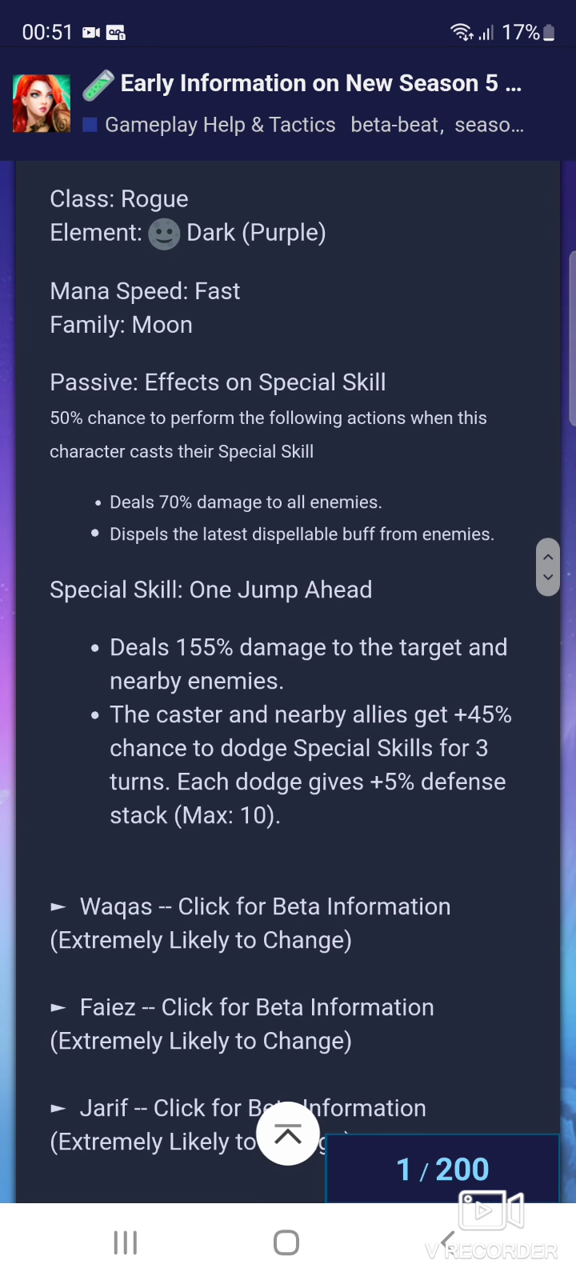 00:51
17%
Early Information on New Season 5 ...
Gameplay Help & Tactics beta-beat, seaso...
Class: Rogue
Element: Dark (Purple)
Mana Speed: Fast
Family: Moon
Passive: Effects on Special Skill
50% chance to perform the following actions when this
character casts their Special Skill
• Deals 70% damage to all enemies.
• Dispels the latest dispellable buff from enemies.
Special Skill: One Jump Ahead
• Deals 155% damage to the target and
nearby enemies.
• The caster and nearby allies get +45%
chance to dodge Special Skills for 3
turns. Each dodge gives +5% defense
stack (Max: 10).
► Waqas -- Click for Beta Information
(Extremely Likely to Change)
► Faiez -- Click for Beta Information
(Extremely Likely to Change)
► Jarif -- Click for Beta Information
(Extremely Likely to
1 / 200
V RECORDER